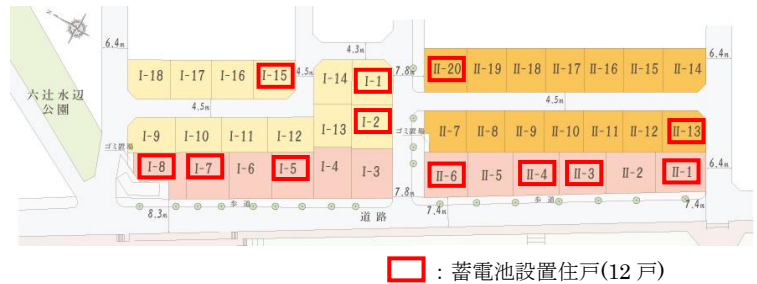 6.4m
4.3m
6.4m
I-18 I-17 I-16 I-15 4.5m I-14 I-1 7.8m II-20 II-19 II-18 II-17 II-16 II-15 II-14
六辻水辺
公園
4.5m
4.5m
I-9 I-10 I-11 I-12 I-13 I-2 ゴミ置場 II-7 II-8 II-9 II-10 II-11 II-12 II-13
ゴミ置場
I-8 I-7 I-6 I-5 I-4 I-3 II-6 II-5 II-4 II-3 II-2 II-1 6.4m
7.8m
8.3m 歩道 道路 7.4m 歩道 7.4m
：蓄電池設置住戸(12 戸)